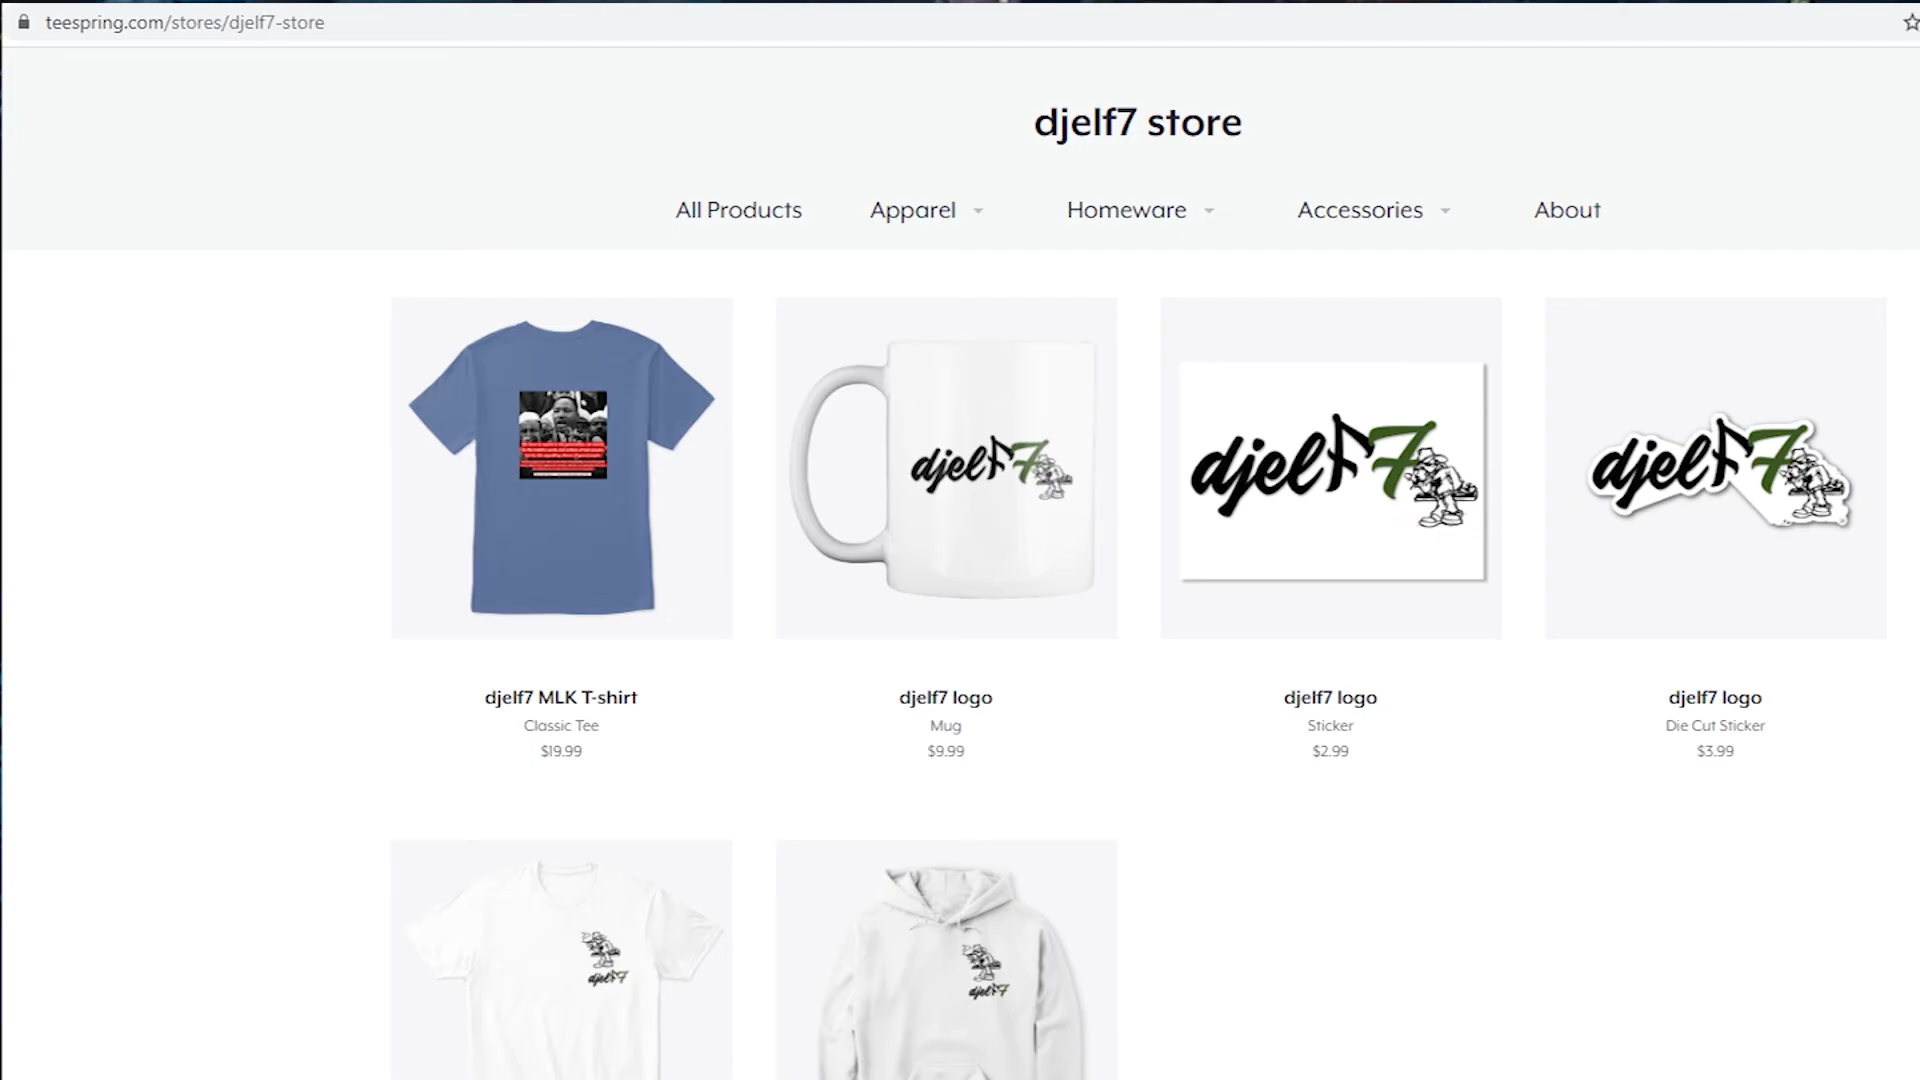 teespring.com/stores/djelf7-store
djelf7 store
All Products Apparel Homeware Accessories About
djelf7
djelf7
djelf7
djelf7 MLK T-shirt
Classic Tee
$19.99
djelf7 logo
Mug
$9.99
djelf7 logo
Sticker
$2.99
djelf7 logo
Die Cut Sticker
$3.99
djelf7
djelf7